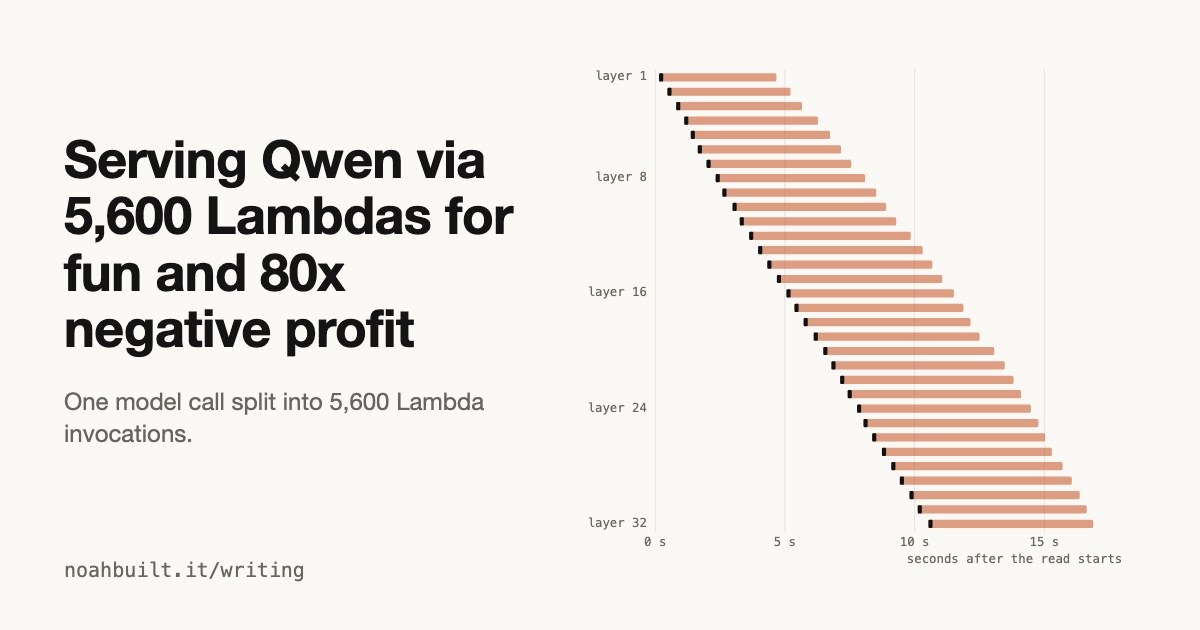 Serving Qwen via
5,600 Lambdas for
fun and 80x
negative profit
One model call split into 5,600 Lambda
invocations.
noahbuilt.it/writing
layer 1
layer 8
layer 16
layer 24
layer 32
0 s
5 s
10 s
15 s
seconds after the read starts